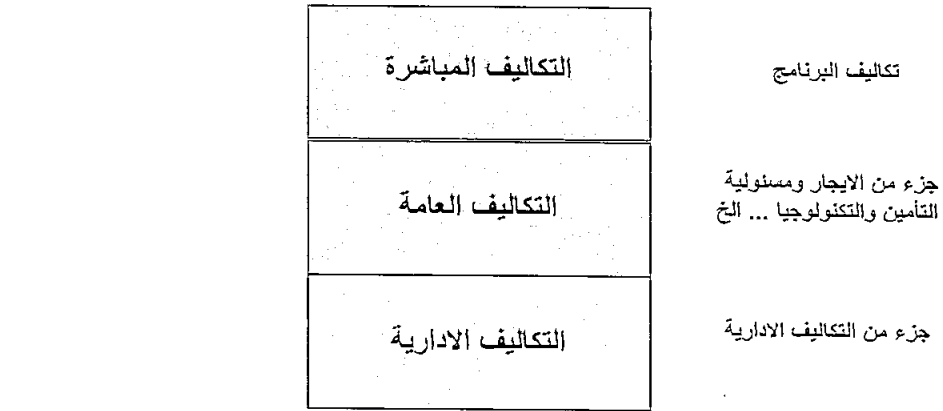 تكاليف البرنامج
التكاليف المباشرة
جزء من الايجار ومسئولية
التأمين والتكنولوجيا ... الخ
التكاليف العامة
جزء من التكاليف الادارية
التكاليف الادارية